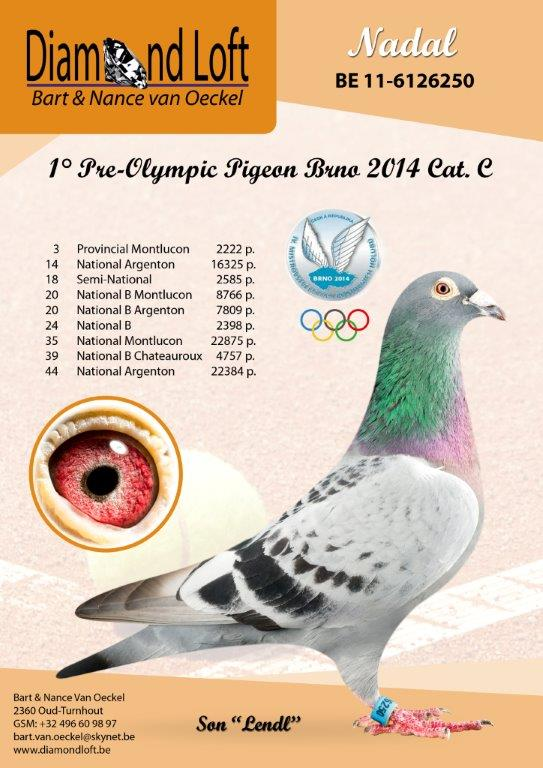 Diamond Loft
Bart & Nance van Oeckel
Nadal
BE 11-6126250
1° Pre-Olympic Pigeon Brno 2014 Cat. C
3 Provincial Montlucon 2222 p.
14 National Argenton 16325 p.
18 Semi-National 2585 p.
20 National B Montlucon 8766 p.
20 National B Argenton 7809 p.
24 National B 2398 p.
35 National Montlucon 22875 p.
39 National B Chateauroux 4757 p.
44 National Argenton 22384 p.
BRNO 2014
Bart & Nance Van Oeckel
2360 Oud-Turnhout
GSM: +32 496 60 98 97
bart.van.oeckel@skynet.be
www.diamondloft.be
Son "Lendl"